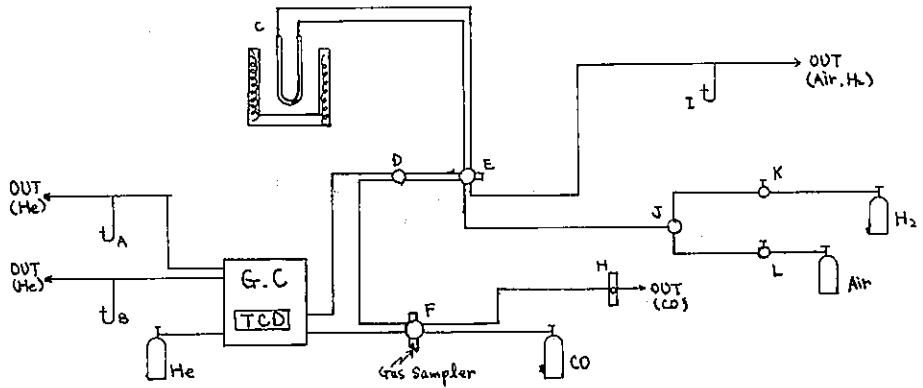 C
OUT
(Air, H₂)
I
D
E
K
OUT
(He)
A
J
H₂
G.C
TCD
OUT
(He)
B
L
Air
H
OUT
(CO)
F
He
Gas Sampler
CO